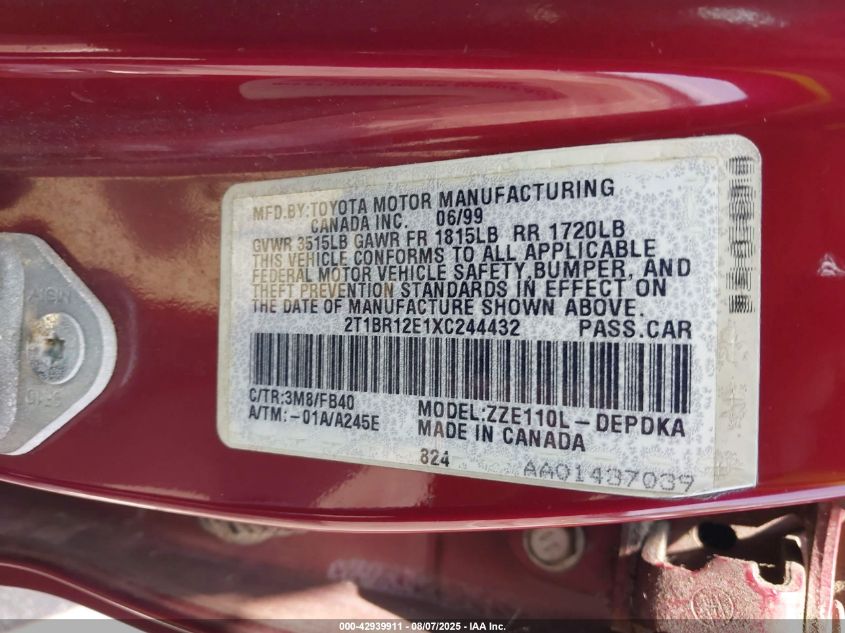 MFD.BY:TOYOTA MOTOR MANUFACTURING
CANADA INC. 06/99
GVWR 3515LB GAWR FR 1815LB RR 1720LB
THIS VEHICLE CONFORMS TO ALL APPLICABLE
FEDERAL MOTOR VEHICLE SAFETY,BUMPER, AND
THEFT PREVENTION STANDARDS IN EFFECT ON
THE DATE OF MANUFACTURE SHOWN ABOVE.
2T1BR12E1XC244432 PASS.CAR
C/TR:3M8/FB40
A/TM:-01A/A245E
MODEL:ZZE110L-DEPDKA
MADE IN CANADA
824
AA01437039
000-42939911 - 08/07/2025 - IAA Inc.